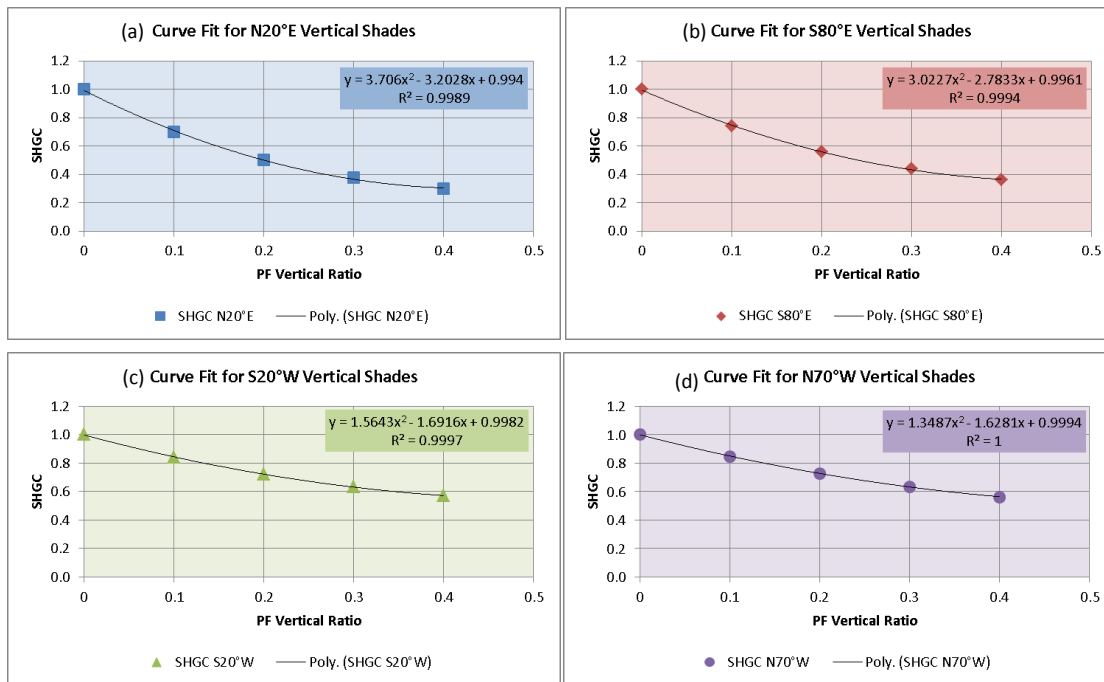 (a) Curve Fit for N20°E Vertical Shades
1.2
1.0
0.8
0.6
0.4
0.2
0.0
SHGC
y = 3.706x² - 3.2028x + 0.994
R² = 0.9989
0 0.1 0.2 0.3 0.4 0.5
PF Vertical Ratio
SHGC N20°E Poly. (SHGC N20°E)
(b) Curve Fit for S80°E Vertical Shades
1.2
1.0
0.8
0.6
0.4
0.2
0.0
SHGC
y = 3.0227x² - 2.7833x + 0.9961
R² = 0.9994
0 0.1 0.2 0.3 0.4 0.5
PF Vertical Ratio
SHGC S80°E Poly. (SHGC S80°E)
(c) Curve Fit for S20°W Vertical Shades
1.2
1.0
0.8
0.6
0.4
0.2
0.0
SHGC
y = 1.5643x² - 1.6916x + 0.9982
R² = 0.9997
0 0.1 0.2 0.3 0.4 0.5
PF Vertical Ratio
SHGC S20°W Poly. (SHGC S20°W)
(d) Curve Fit for N70°W Vertical Shades
1.2
1.0
0.8
0.6
0.4
0.2
0.0
SHGC
y = 1.3487x² - 1.6281x + 0.9994
R² = 1
0 0.1 0.2 0.3 0.4 0.5
PF Vertical Ratio
SHGC N70°W Poly. (SHGC N70°W)